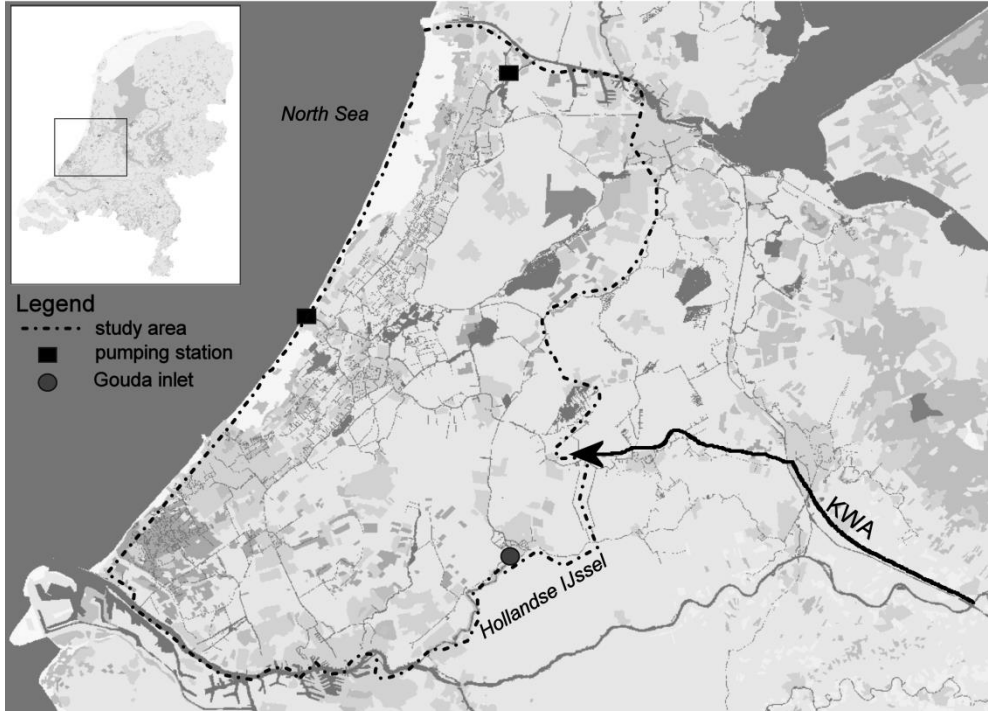 North Sea
Legend
study area
pumping station
Gouda inlet
KWA
Hollandse IJssel